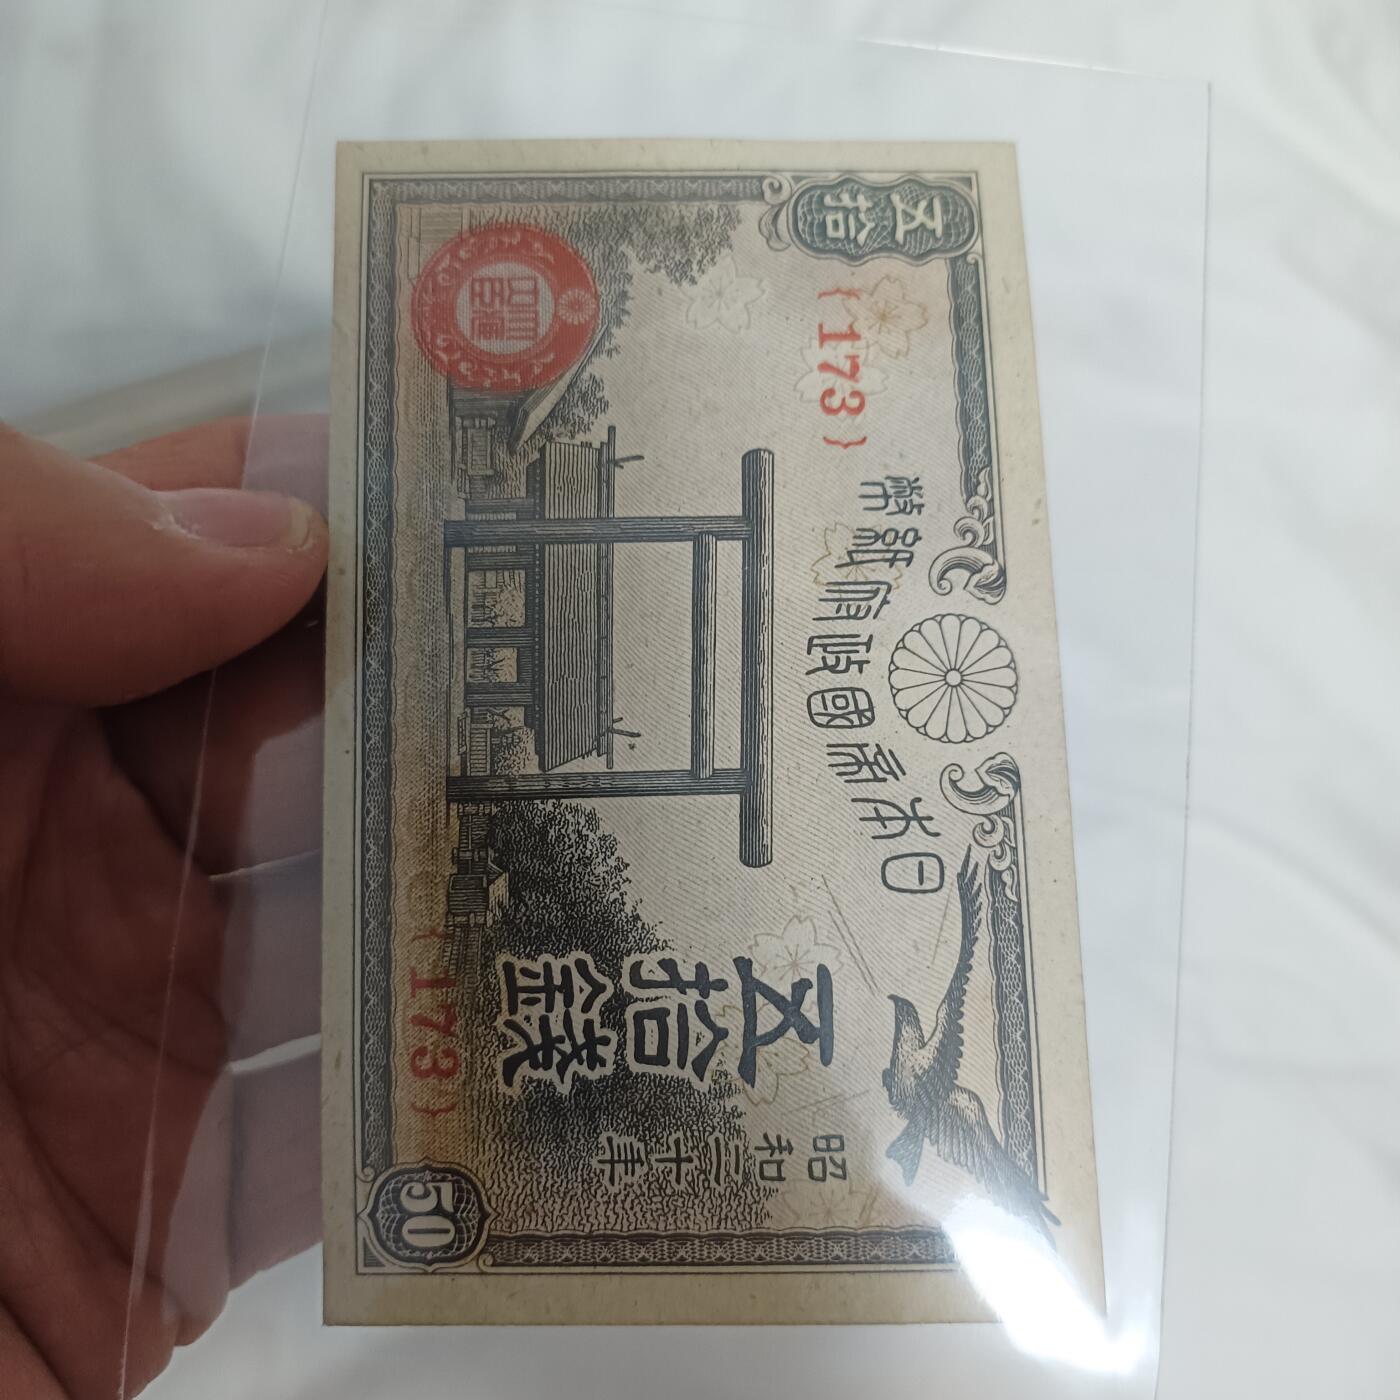 五拾
{173}
日本帝國政府紙幣
五拾錢
昭和二十年
{173}
50